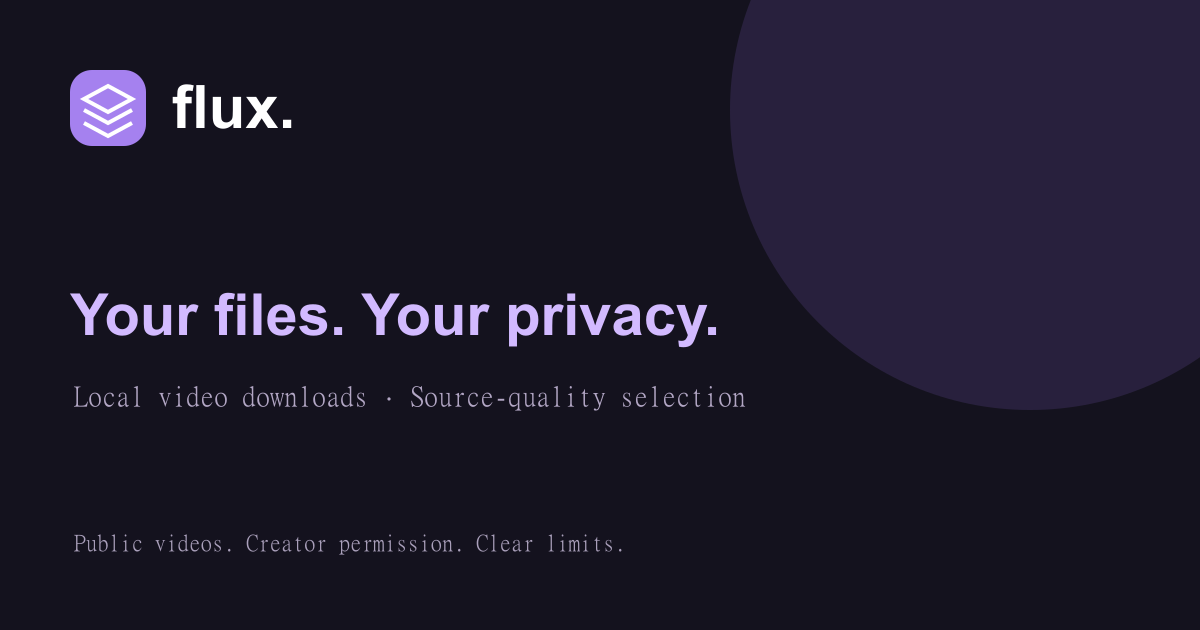 flux.
Your files. Your privacy.
Local video downloads · Source-quality selection
Public videos. Creator permission. Clear limits.